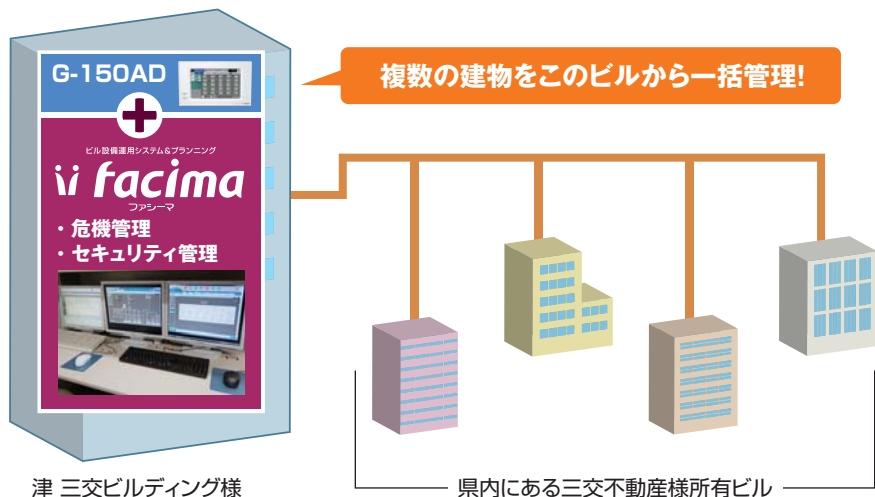 G-150AD
複数の建物をこのビルから一括管理!
ビル設備運用システム&プランニング
facima
ファシーマ
・危機管理
・セキュリティ管理
津 三交ビルディング様
県内にある三交不動産様所有ビル